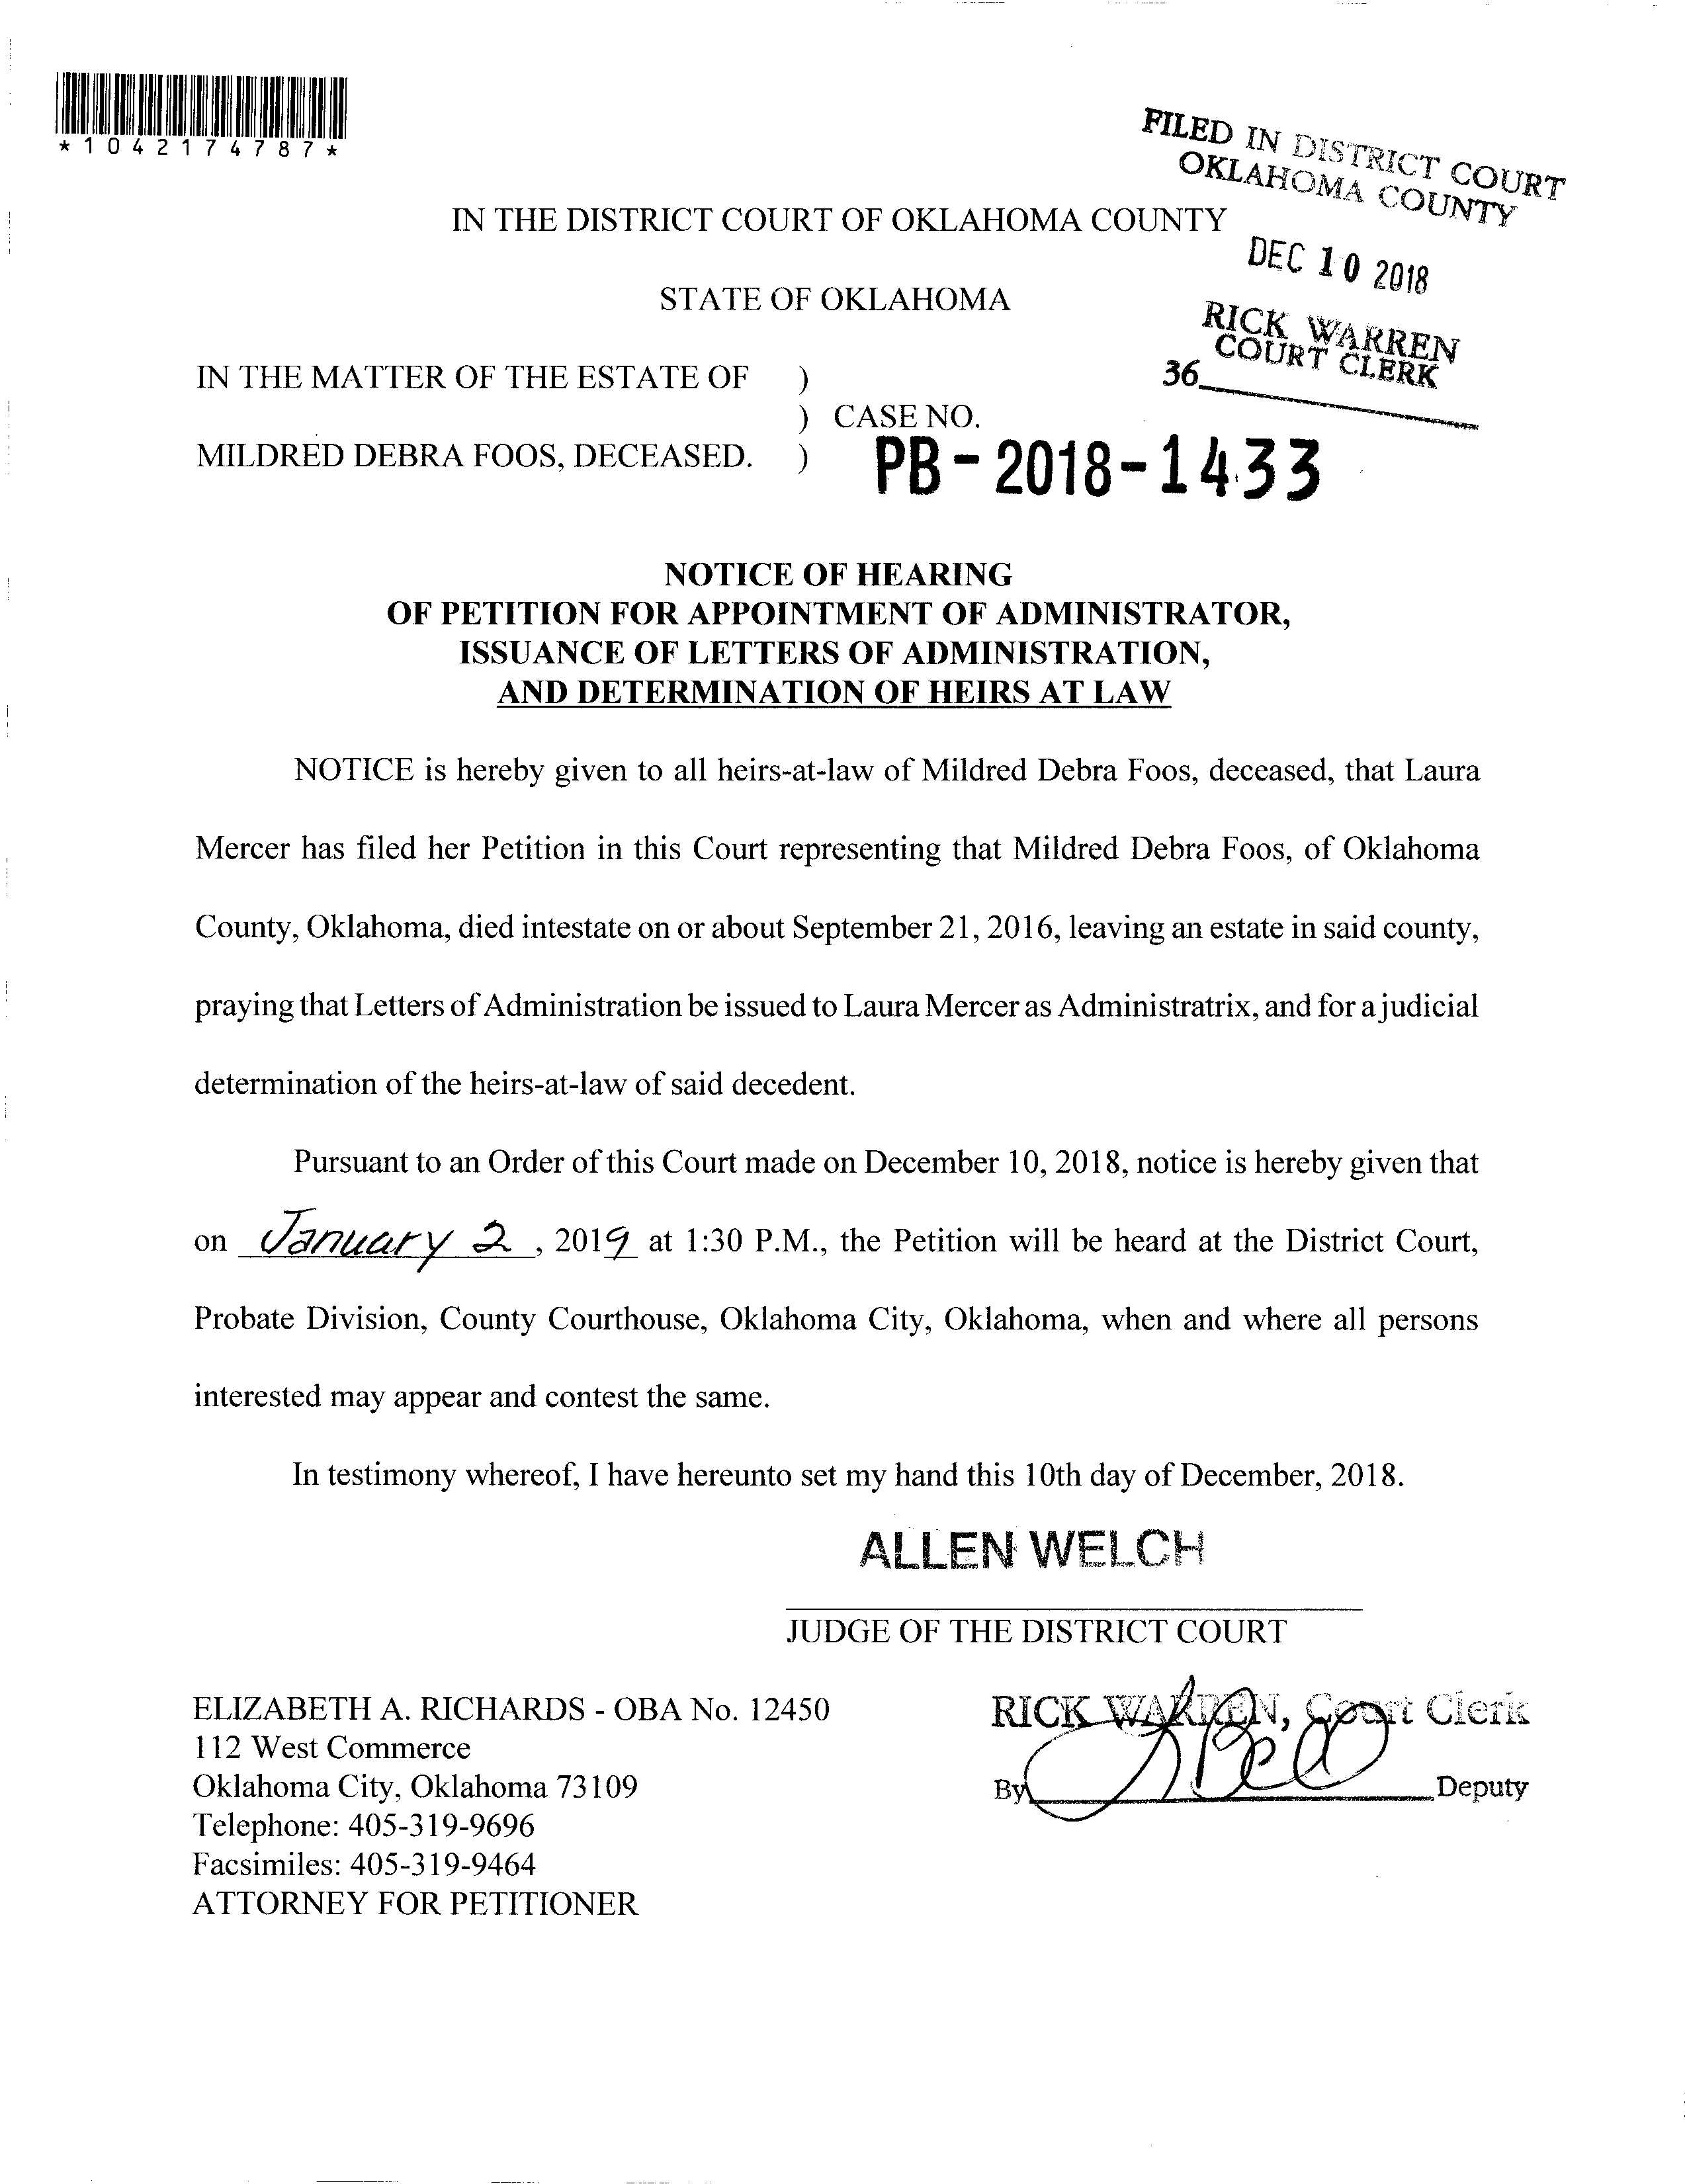 *1042174787*
FILED IN DISTRICT COURT
OKLAHOMA COUNTY
DEC 10 2018
RICK WARREN
COURT CLERK
36
IN THE DISTRICT COURT OF OKLAHOMA COUNTY
STATE OF OKLAHOMA
IN THE MATTER OF THE ESTATE OF )
) CASE NO.
MILDRED DEBRA FOOS, DECEASED. ) PB-2018-1433
NOTICE OF HEARING
OF PETITION FOR APPOINTMENT OF ADMINISTRATOR,
ISSUANCE OF LETTERS OF ADMINISTRATION,
AND DETERMINATION OF HEIRS AT LAW
NOTICE is hereby given to all heirs-at-law of Mildred Debra Foos, deceased, that Laura
Mercer has filed her Petition in this Court representing that Mildred Debra Foos, of Oklahoma
County, Oklahoma, died intestate on or about September 21, 2016, leaving an estate in said county,
praying that Letters of Administration be issued to Laura Mercer as Administratrix, and for a judicial
determination of the heirs-at-law of said decedent.
Pursuant to an Order of this Court made on December 10, 2018, notice is hereby given that
on January 2, 2019 at 1:30 P.M., the Petition will be heard at the District Court,
Probate Division, County Courthouse, Oklahoma City, Oklahoma, when and where all persons
interested may appear and contest the same.
In testimony whereof, I have hereunto set my hand this 10th day of December, 2018.
ALLEN WELCH
JUDGE OF THE DISTRICT COURT
ELIZABETH A. RICHARDS - OBA No. 12450
112 West Commerce
Oklahoma City, Oklahoma 73109
Telephone: 405-319-9696
Facsimiles: 405-319-9464
ATTORNEY FOR PETITIONER
RICK WARREN, Court Clerk
By Deputy